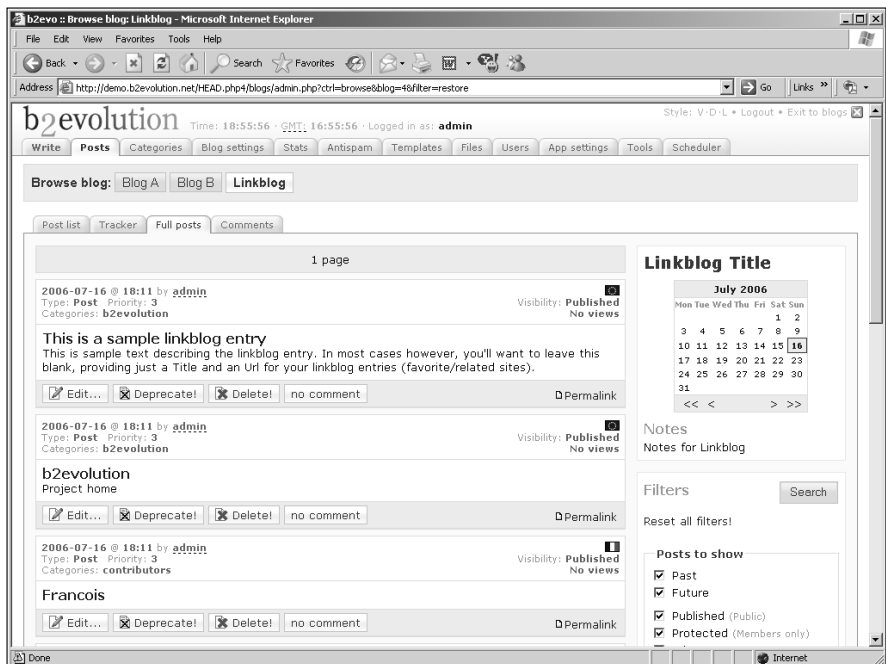 b2evo :: Browse blog: Linkblog - Microsoft Internet Explorer
File Edit View Favorites Tools Help
Back Search Favorites
Address http://demo.b2evolution.net/HEAD.php4/blogs/admin.php?ctrl=browse&blog=4&filter=restore Go Links »
Style: V·D·L • Logout • Exit to blogs
b2evolution Time: 18:55:56 · GMT: 16:55:56 · Logged in as: admin
Write Posts Categories Blog settings Stats Antispam Templates Files Users App settings Tools Scheduler
Browse blog: Blog A Blog B Linkblog
Post list Tracker Full posts Comments
1 page
2006-07-16 @ 18:11 by admin
Type: Post Priority: 3 Visibility: Published
Categories: b2evolution No views
This is a sample linkblog entry
This is sample text describing the linkblog entry. In most cases however, you'll want to leave this
blank, providing just a Title and an Url for your linkblog entries (favorite/related sites).
Edit... Deprecate! Delete! no comment Permalink
2006-07-16 @ 18:11 by admin
Type: Post Priority: 3 Visibility: Published
Categories: b2evolution No views
b2evolution
Project home
Edit... Deprecate! Delete! no comment Permalink
2006-07-16 @ 18:11 by admin
Type: Post Priority: 3 Visibility: Published
Categories: contributors No views
Francois
Edit... Deprecate! Delete! no comment Permalink
Linkblog Title
July 2006
Mon Tue Wed Thu Fri Sat Sun
1 2
3 4 5 6 7 8 9
10 11 12 13 14 15 16
17 18 19 20 21 22 23
24 25 26 27 28 29 30
31
<< < > >>
Notes
Notes for Linkblog
Filters Search
Reset all filters!
Posts to show
Past
Future
Published (Public)
Protected (Members only)
Done Internet